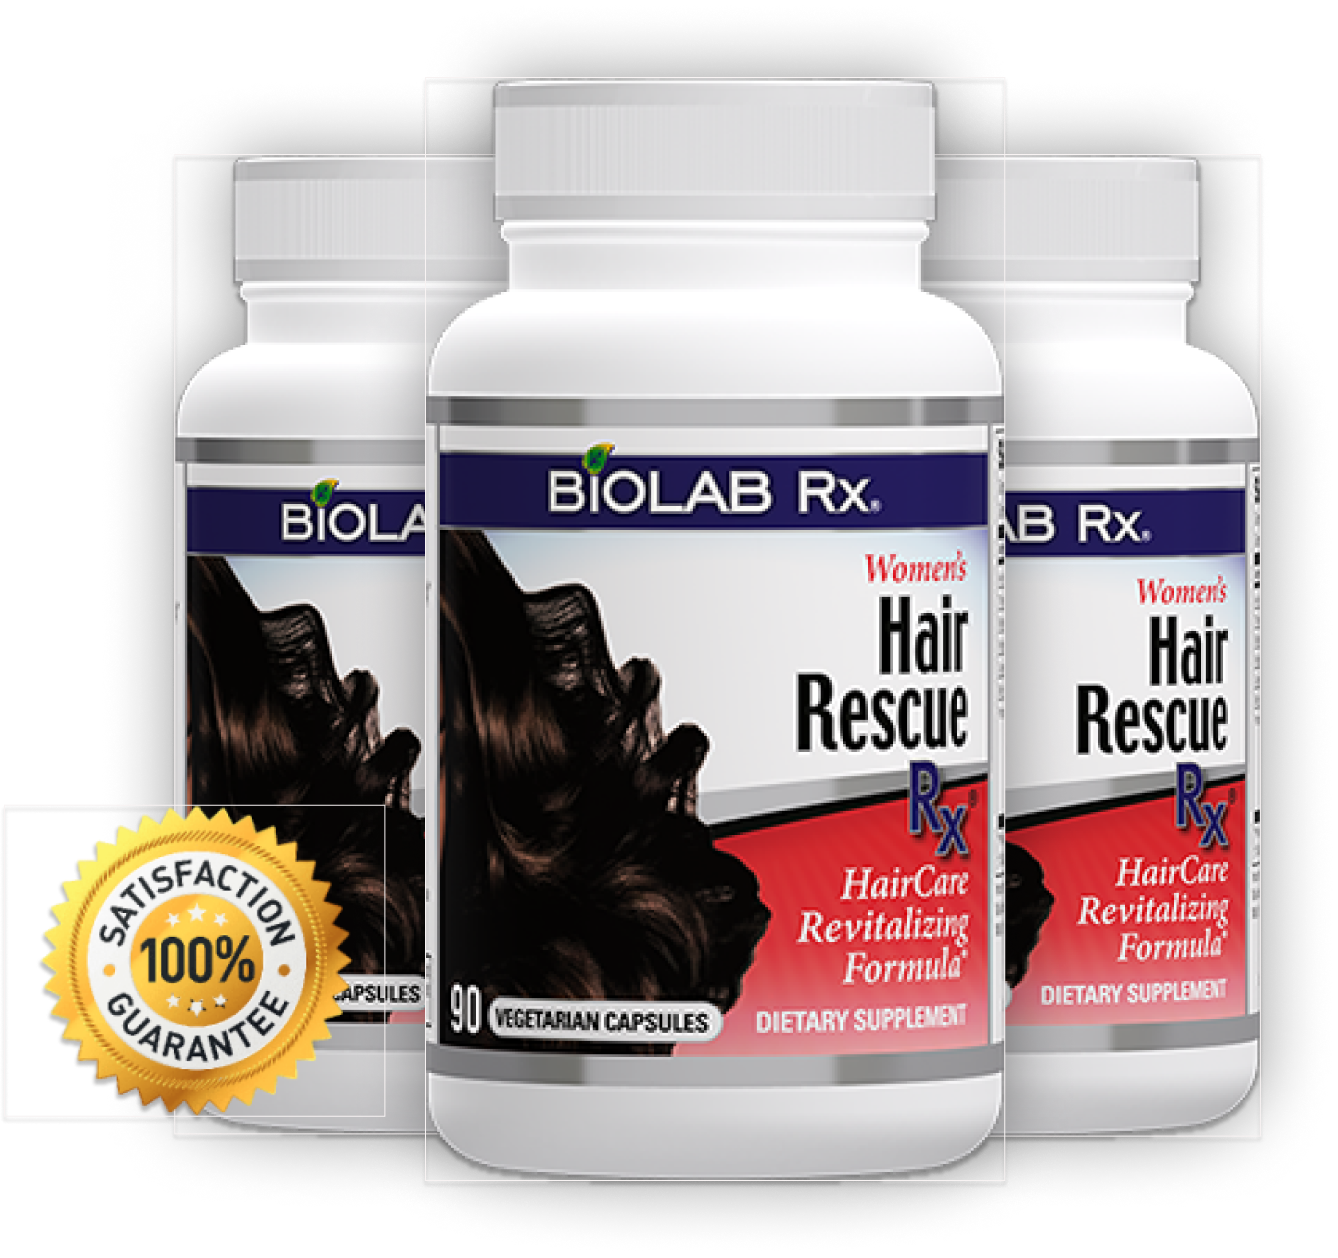 BiOLAB Rx®
Women's
Hair
Rescue
Rx®
HairCare
Revitalizing
Formula*
90 VEGETARIAN CAPSULES
DIETARY SUPPLEMENT
BiOLA
CAPSULES
AB Rx®
Women's
Hair
Rescue
Rx®
HairCare
Revitalizing
Formula*
DIETARY SUPPLEMENT
SATISFACTION
100%
GUARANTEE